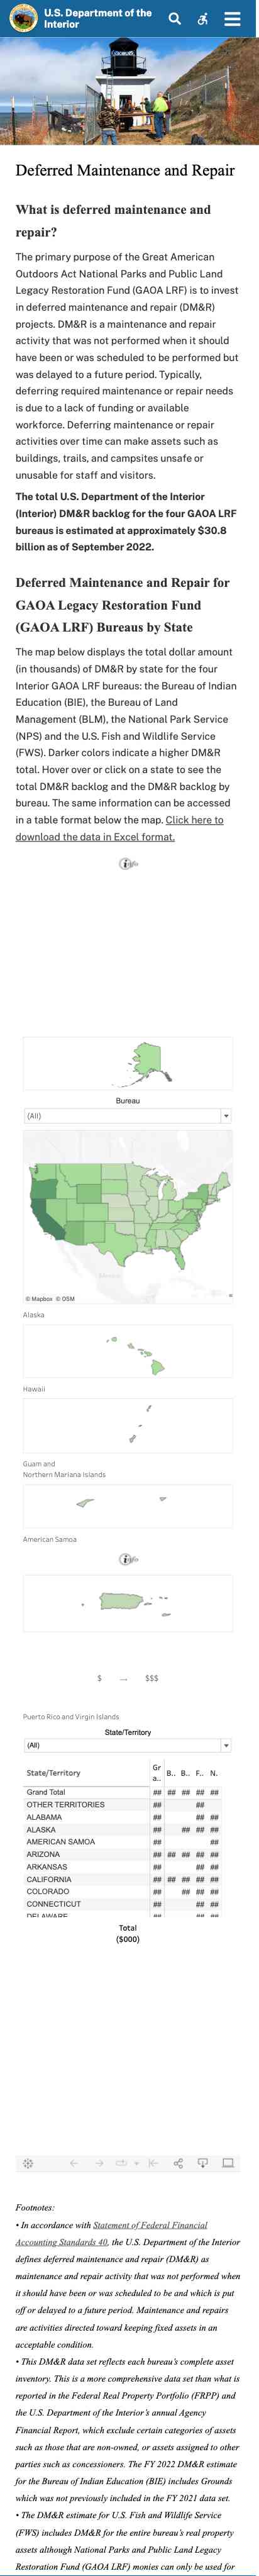 U.S. Department of the
Interior
Deferred Maintenance and Repair
What is deferred maintenance and
repair?
The primary purpose of the Great American
Outdoors Act National Parks and Public Land
Legacy Restoration Fund (GAOA LRF) is to invest
in deferred maintenance and repair (DM&R)
projects. DM&R is a maintenance and repair
activity that was not performed when it should
have been or was scheduled to be performed but
was delayed to a future period. Typically,
deferring required maintenance or repair needs
is due to a lack of funding or available
workforce. Deferring maintenance or repair
activities over time can make assets such as
buildings, trails, and campsites unsafe or
unusable for staff and visitors.
The total U.S. Department of the Interior
(Interior) DM&R backlog for the four GAOA LRF
bureaus is estimated at approximately $30.8
billion as of September 2022.
Deferred Maintenance and Repair for
GAOA Legacy Restoration Fund
(GAOA LRF) Bureaus by State
The map below displays the total dollar amount
(in thousands) of DM&R by state for the four
Interior GAOA LRF bureaus: the Bureau of Indian
Education (BIE), the Bureau of Land
Management (BLM), the National Park Service
(NPS) and the U.S. Fish and Wildlife Service
(FWS). Darker colors indicate a higher DM&R
total. Hover over or click on a state to see the
total DM&R backlog and the DM&R backlog by
bureau. The same information can be accessed
in a table format below the map. Click here to
download the data in Excel format.
Bureau
(All)
© Mapbox © OSM
Alaska
Hawaii
Guam and
Northern Mariana Islands
American Samoa
$ → $$$
Puerto Rico and Virgin Islands
State/Territory
(All)
State/Territory Gr a.. B.. B.. F.. N.
Grand Total ## ## ## ## ##
OTHER TERRITORIES ## ##
ALABAMA ## ## ##
ALASKA ## ## ## ##
AMERICAN SAMOA ## ##
ARIZONA ## ## ## ## ##
ARKANSAS ## ## ##
CALIFORNIA ## ## ## ## ##
COLORADO ## ## ## ##
CONNECTICUT ## ## ##
DELAWARE ## ## ##
Total
($000)
Footnotes:
• In accordance with Statement of Federal Financial
Accounting Standards 40, the U.S. Department of the Interior
defines deferred maintenance and repair (DM&R) as
maintenance and repair activity that was not performed when
it should have been or was scheduled to be and which is put
off or delayed to a future period. Maintenance and repairs
are activities directed toward keeping fixed assets in an
acceptable condition.
• This DM&R data set reflects each bureau's complete asset
inventory. This is a more comprehensive data set than what is
reported in the Federal Real Property Portfolio (FRPP) and
the U.S. Department of the Interior's annual Agency
Financial Report, which exclude certain categories of assets
such as those that are non-owned, or assets assigned to other
parties such as concessioners. The FY 2022 DM&R estimate
for the Bureau of Indian Education (BIE) includes Grounds
which was not previously included in the FY 2021 data set.
• The DM&R estimate for U.S. Fish and Wildlife Service
(FWS) includes DM&R for the entire bureau's real property
assets although National Parks and Public Land Legacy
Restoration Fund (GAOA LRF) monies can only be used for